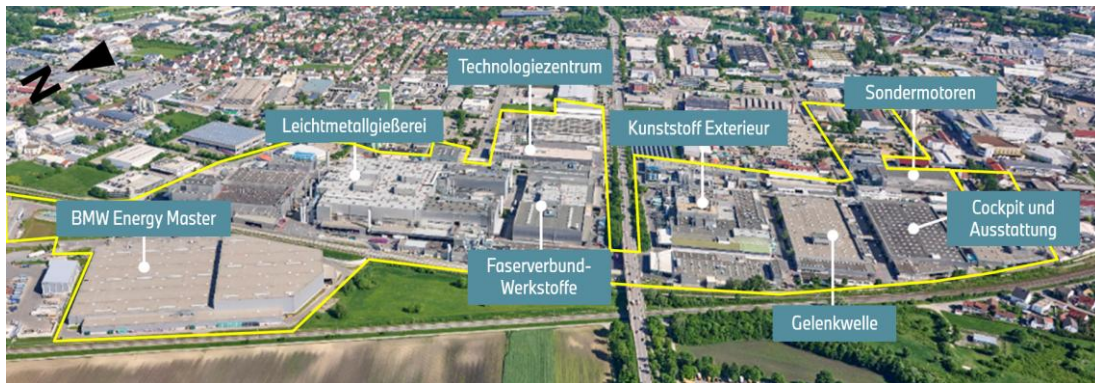 N
Technologiezentrum
Sondermotoren
Leichtmetallgießerei
Kunststoff Exterieur
BMW Energy Master
Cockpit und
Ausstattung
Faserverbund-
Werkstoffe
Gelenkwelle